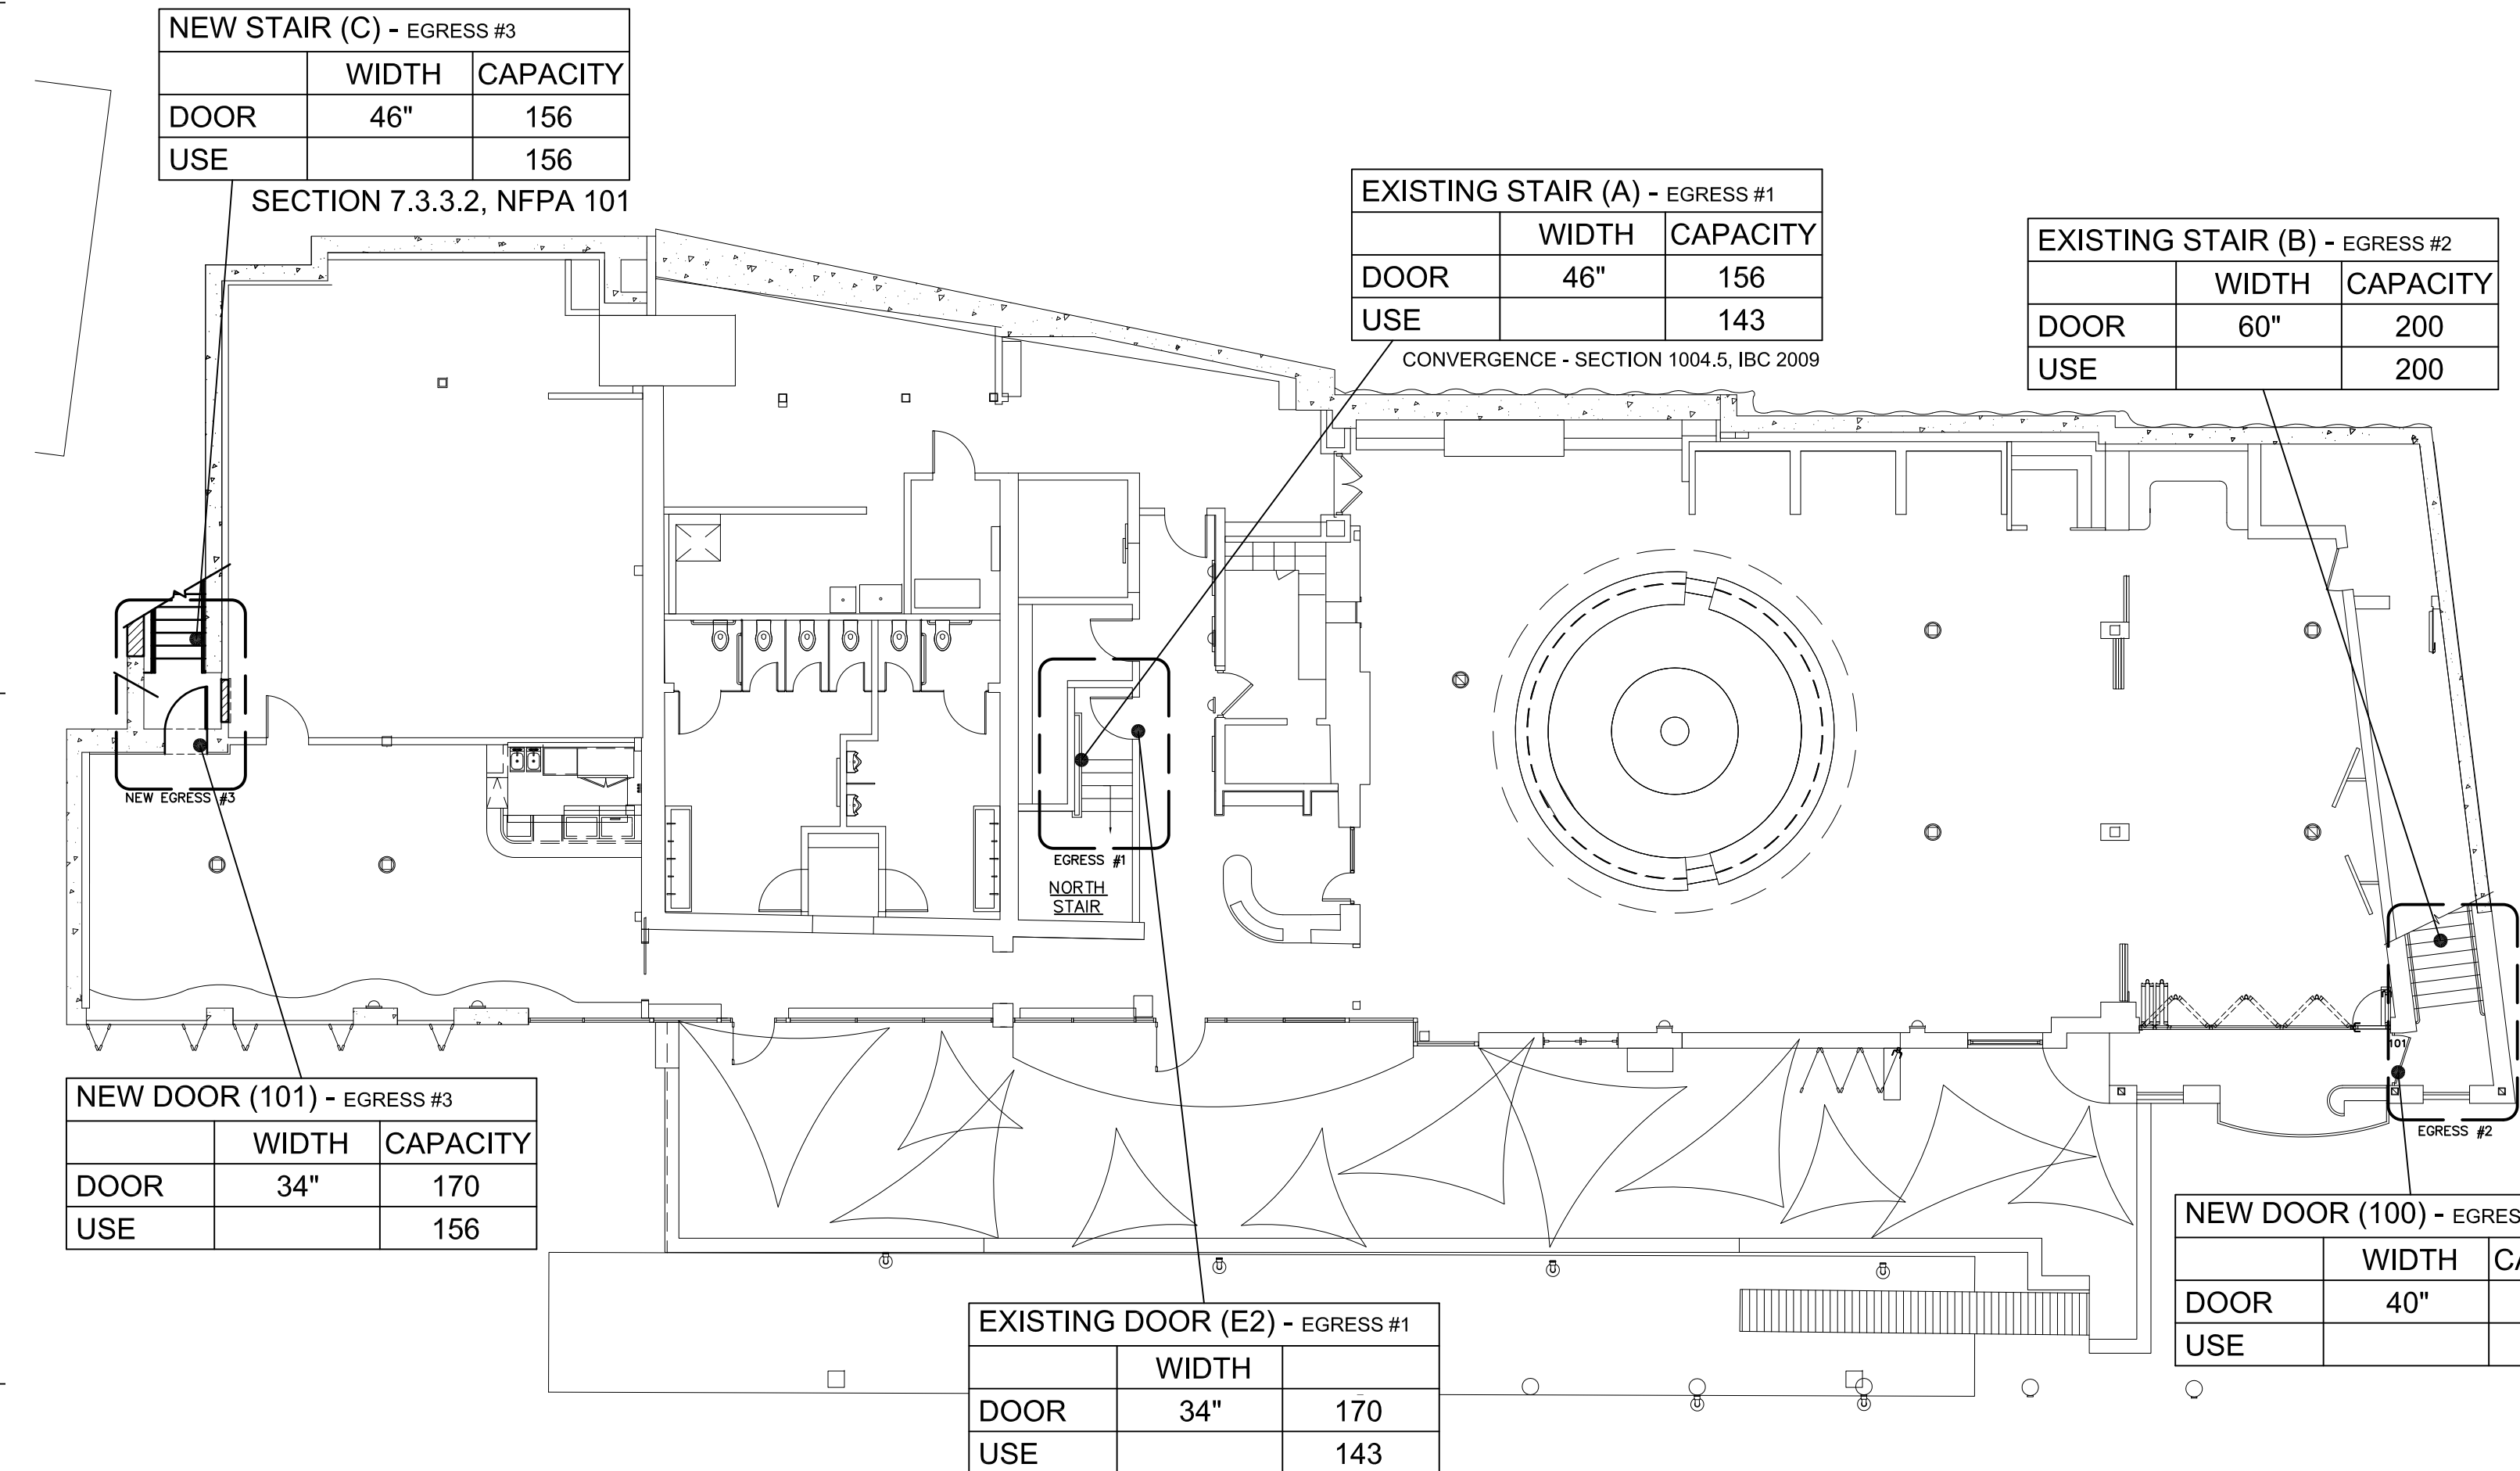 NEW STAIR (C) - EGRESS #3
WIDTH CAPACITY
DOOR 46" 156
USE 156
SECTION 7.3.3.2, NFPA 101
EXISTING STAIR (A) - EGRESS #1
WIDTH CAPACITY
DOOR 46" 156
USE 143
CONVERGENCE - SECTION 1004.5, IBC 2009
EXISTING STAIR (B) - EGRESS #2
WIDTH CAPACITY
DOOR 60" 200
USE 200
NEW EGRESS #3
EGRESS #1
NORTH
STAIR
101
EGRESS #2
NEW DOOR (101) - EGRESS #3
WIDTH CAPACITY
DOOR 34" 170
USE 156
EXISTING DOOR (E2) - EGRESS #1
WIDTH
DOOR 34" 170
USE 143
NEW DOOR (100) - EGRES
WIDTH CA
DOOR 40"
USE